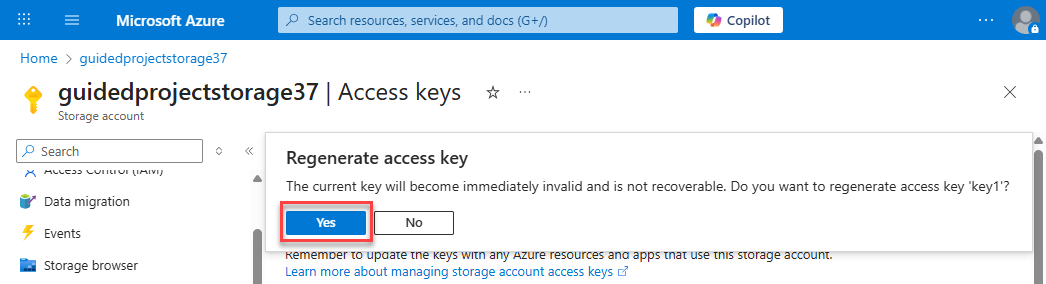 Microsoft Azure
Search resources, services, and docs (G+/)
Copilot
Home > guidedprojectstorage37
guidedprojectstorage37 | Access keys
Storage account
Search
Access Control (IAM)
Data migration
Events
Storage browser
Regenerate access key
The current key will become immediately invalid and is not recoverable. Do you want to regenerate access key 'key1'?
Yes
No
Remember to update the keys with any Azure resources and apps that use this storage account.
Learn more about managing storage account access keys